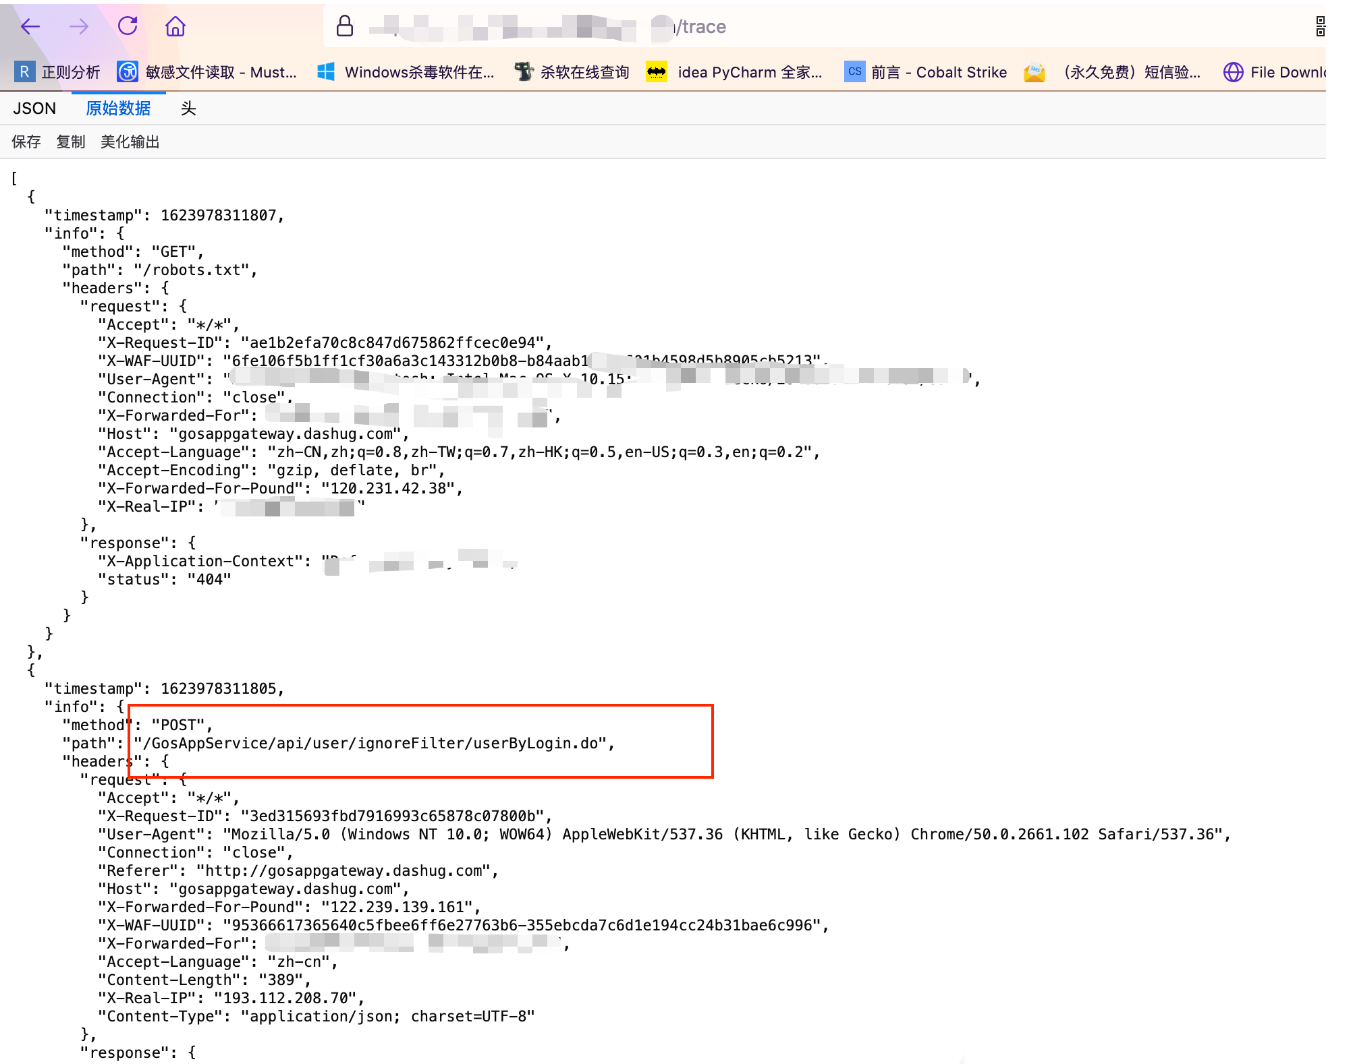 /trace
R 正则分析 敏感文件读取 - Must... Windows杀毒软件在... 杀软在线查询 idea PyCharm 全家... CS 前言 - Cobalt Strike （永久免费）短信验... File Downl
JSON 原始数据 头
保存 复制 美化输出
[
{
"timestamp": 1623978311807,
"info": {
"method": "GET",
"path": "/robots.txt",
"headers": {
"request": {
"Accept": "*/*",
"X-Request-ID": "ae1b2efa70c8c847d675862ffcec0e94",
"X-WAF-UUID": "6fe106f5b1ff1cf30a6a3c143312b0b8-b84aab1
"User-Agent": " Intel Mac OS X 10.15; ",
"Connection": "close",
"X-Forwarded-For": ",
"Host": "gosappgateway.dashug.com",
"Accept-Language": "zh-CN,zh;q=0.8,zh-TW;q=0.7,zh-HK;q=0.5,en-US;q=0.3,en;q=0.2",
"Accept-Encoding": "gzip, deflate, br",
"X-Forwarded-For-Pound": "120.231.42.38",
"X-Real-IP": "
},
"response": {
"X-Application-Context": "
"status": "404"
}
}
}
},
{
"timestamp": 1623978311805,
"info": {
"method": "POST",
"path": "/GosAppService/api/user/ignoreFilter/userByLogin.do",
"headers": {
"request": {
"Accept": "*/*",
"X-Request-ID": "3ed315693fbd7916993c65878c07800b",
"User-Agent": "Mozilla/5.0 (Windows NT 10.0; WOW64) AppleWebKit/537.36 (KHTML, like Gecko) Chrome/50.0.2661.102 Safari/537.36",
"Connection": "close",
"Referer": "http://gosappgateway.dashug.com",
"Host": "gosappgateway.dashug.com",
"X-Forwarded-For-Pound": "122.239.139.161",
"X-WAF-UUID": "95366617365640c5fbee6ff6e27763b6-355ebcda7c6d1e194cc24b31bae6c996",
"X-Forwarded-For": ,
"Accept-Language": "zh-cn",
"Content-Length": "389",
"X-Real-IP": "193.112.208.70",
"Content-Type": "application/json; charset=UTF-8"
},
"response": {